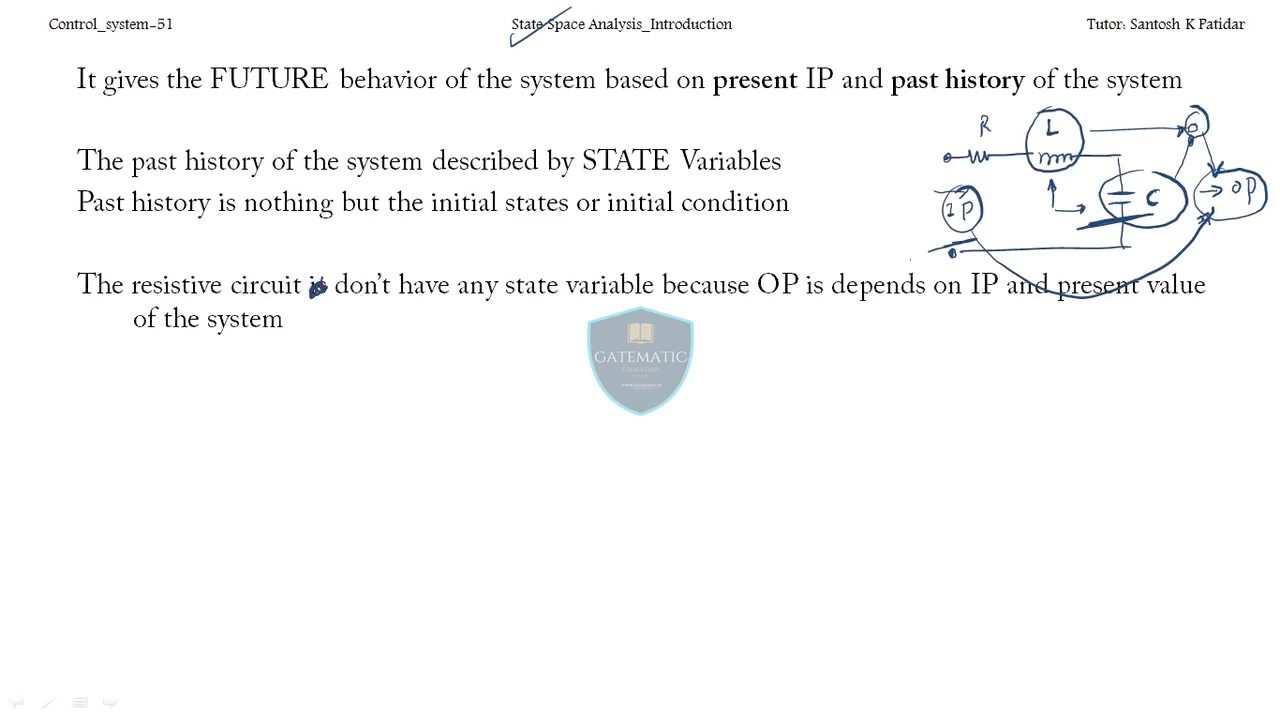 Control_system-51
State Space Analysis_Introduction
Tutor: Santosh K Patidar
It gives the FUTURE behavior of the system based on present IP and past history of the system
The past history of the system described by STATE Variables
Past history is nothing but the initial states or initial condition
R
L
C
IP
OP
The resistive circuit is don't have any state variable because OP is depends on IP and present value
of the system
GATEMATIC
EDUCATION